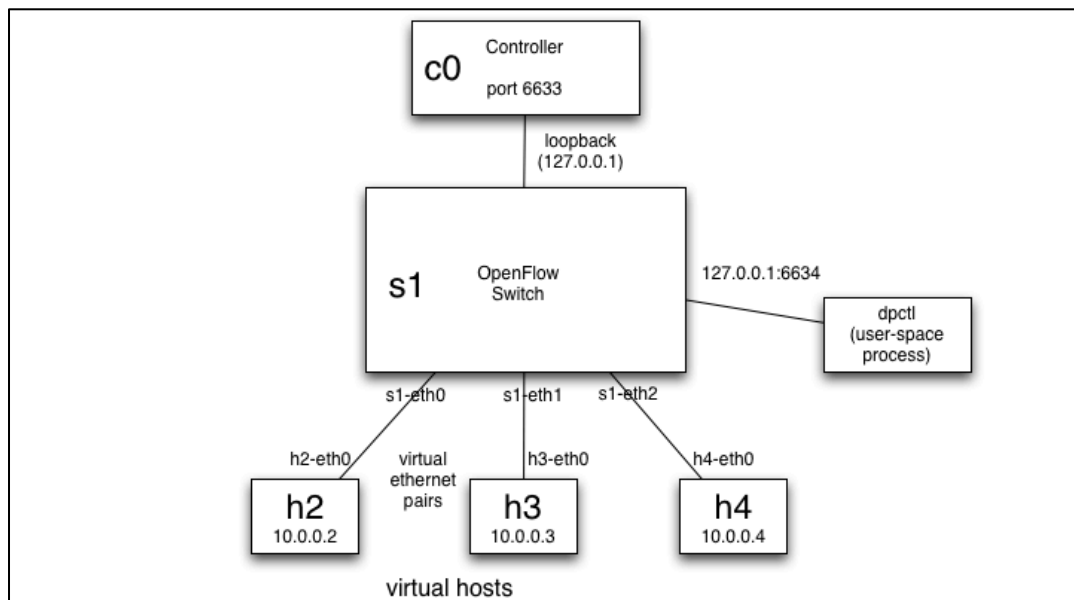 Controller
c0
port 6633
loopback
(127.0.0.1)
s1
OpenFlow
Switch
127.0.0.1:6634
dpctl
(user-space
process)
s1-eth0
s1-eth1
s1-eth2
h2-eth0
virtual
ethernet
pairs
h3-eth0
h4-eth0
h2
10.0.0.2
h3
10.0.0.3
h4
10.0.0.4
virtual hosts